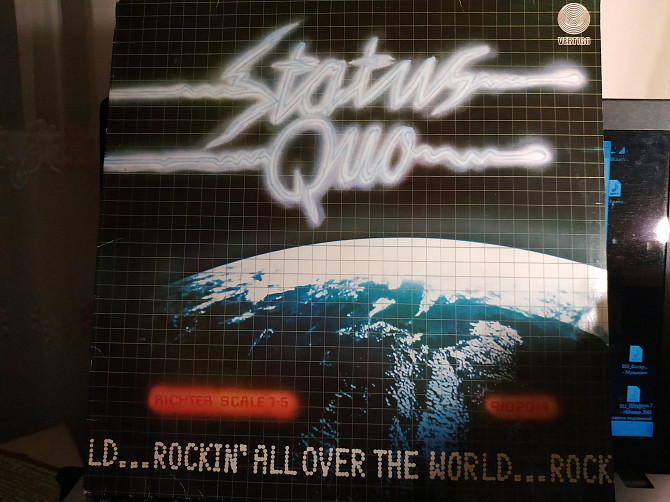 VERTIGO
Status
Quo
RICHTER SCALE 7·5
LD...ROCKIN' ALL OVER THE WORLD...ROCK